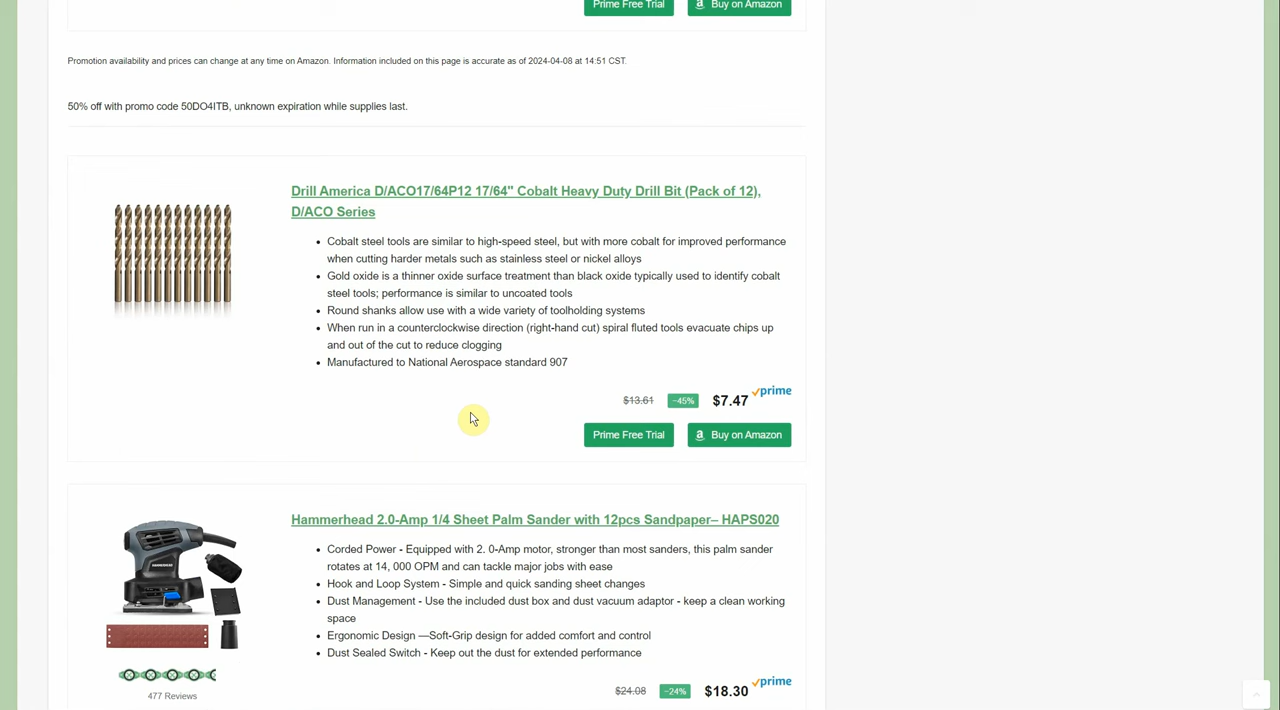 Prime Free Trial
Buy on Amazon
Promotion availability and prices can change at any time on Amazon. Information included on this page is accurate as of 2024-04-08 at 14:51 CST.
50% off with promo code 50DO4ITB, unknown expiration while supplies last.
Drill America D/ACO17/64P12 17/64" Cobalt Heavy Duty Drill Bit (Pack of 12),
D/ACO Series
Cobalt steel tools are similar to high-speed steel, but with more cobalt for improved performance
when cutting harder metals such as stainless steel or nickel alloys
Gold oxide is a thinner oxide surface treatment than black oxide typically used to identify cobalt
steel tools; performance is similar to uncoated tools
Round shanks allow use with a wide variety of toolholding systems
When run in a counterclockwise direction (right-hand cut) spiral fluted tools evacuate chips up
and out of the cut to reduce clogging
Manufactured to National Aerospace standard 907
$13.61 −45% $7.47 prime
Prime Free Trial
Buy on Amazon
HAMMERHEAD
477 Reviews
Hammerhead 2.0-Amp 1/4 Sheet Palm Sander with 12pcs Sandpaper– HAPS020
Corded Power - Equipped with 2. 0-Amp motor, stronger than most sanders, this palm sander
rotates at 14, 000 OPM and can tackle major jobs with ease
Hook and Loop System - Simple and quick sanding sheet changes
Dust Management - Use the included dust box and dust vacuum adaptor - keep a clean working
space
Ergonomic Design —Soft-Grip design for added comfort and control
Dust Sealed Switch - Keep out the dust for extended performance
$24.08 −24% $18.30 prime